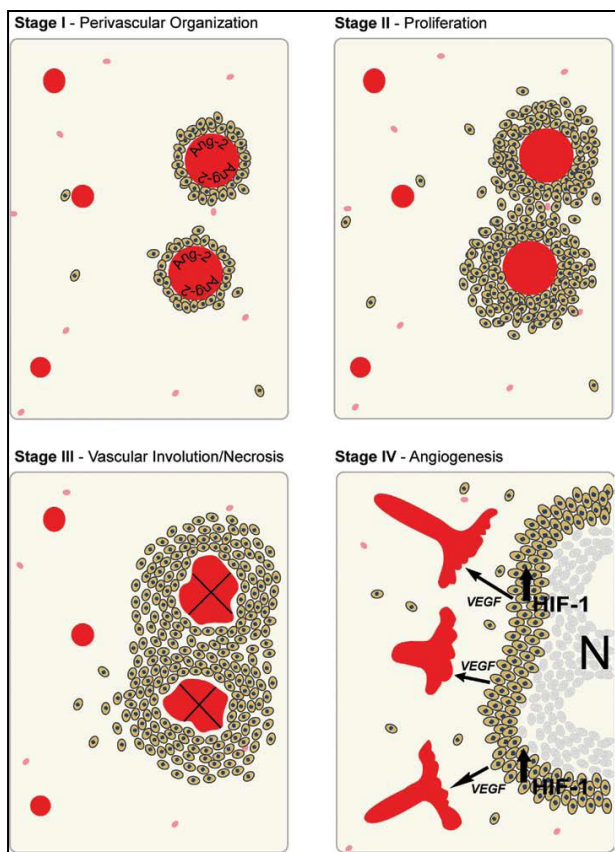 Stage I - Perivascular Organization
Ang-2
Ang-2
Ang-2
Ang-2
Stage II - Proliferation
Stage III - Vascular Involution/Necrosis
Stage IV - Angiogenesis
VEGF
HIF-1
N
VEGF
VEGF
HIF-1